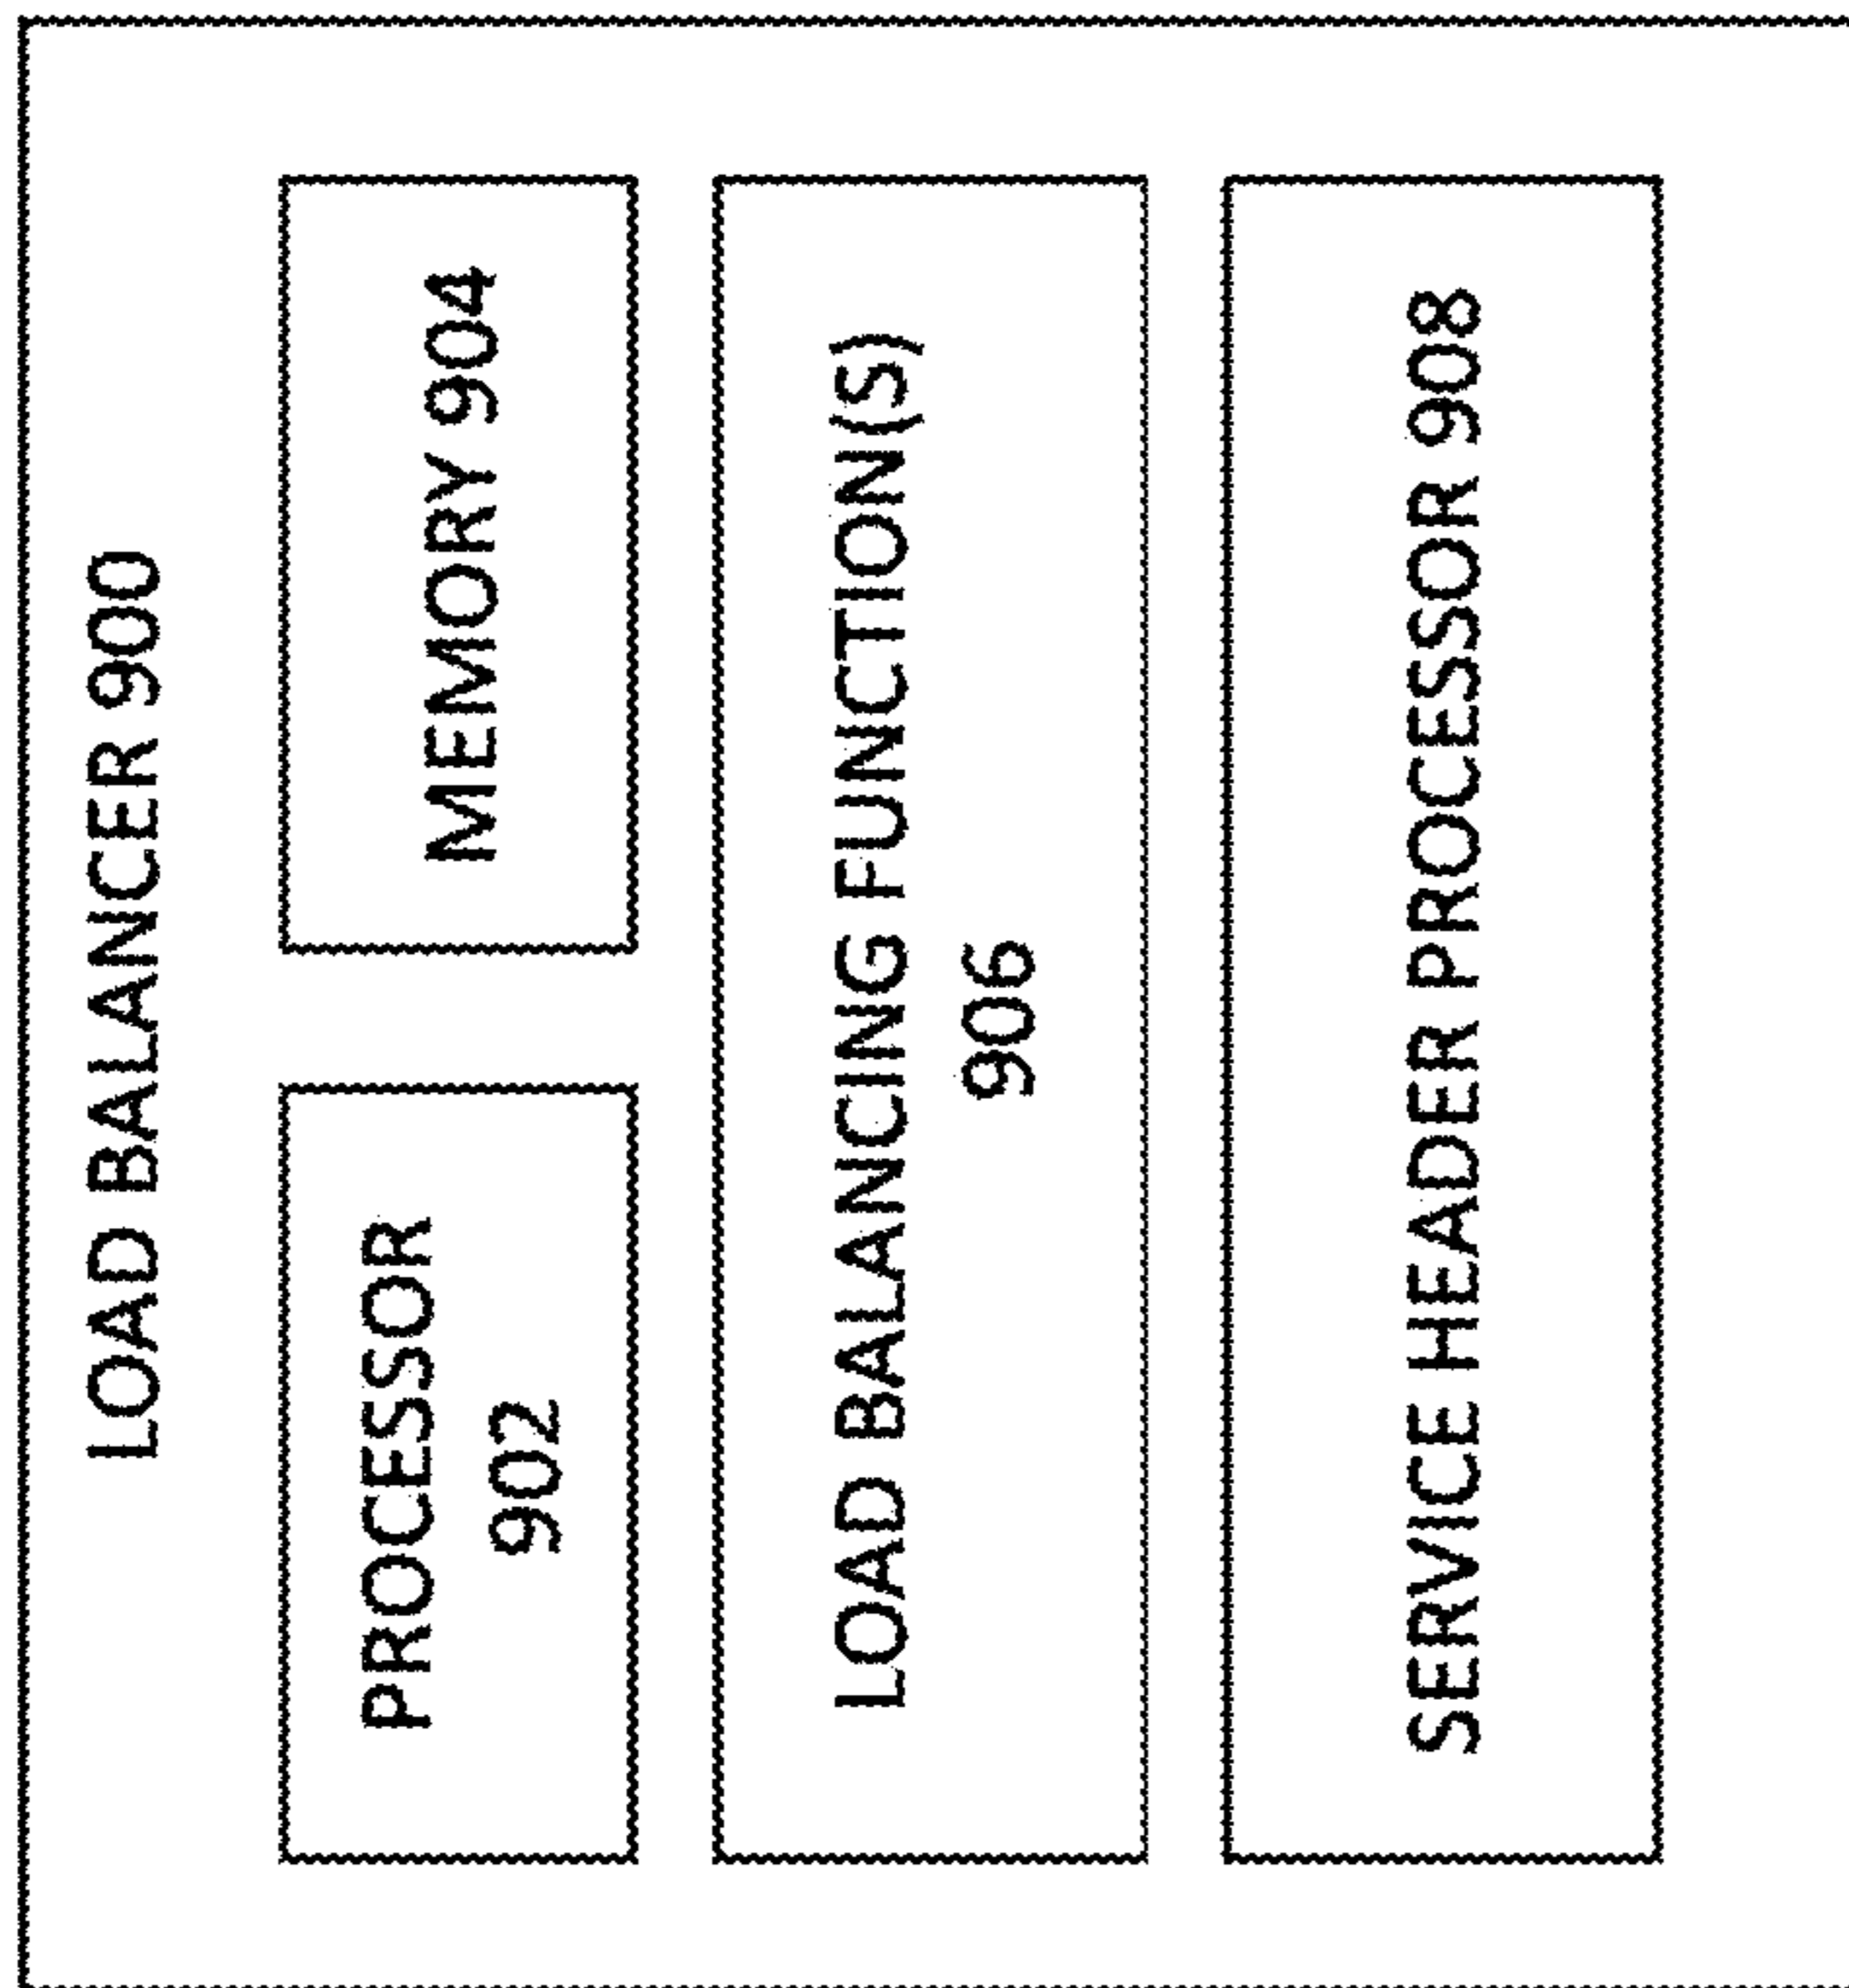 LOAD BALANCER 900
PROCESSOR
902
MEMORY 904
LOAD BALANCING FUNCTION(S)
906
SERVICE HEADER PROCESSOR 908